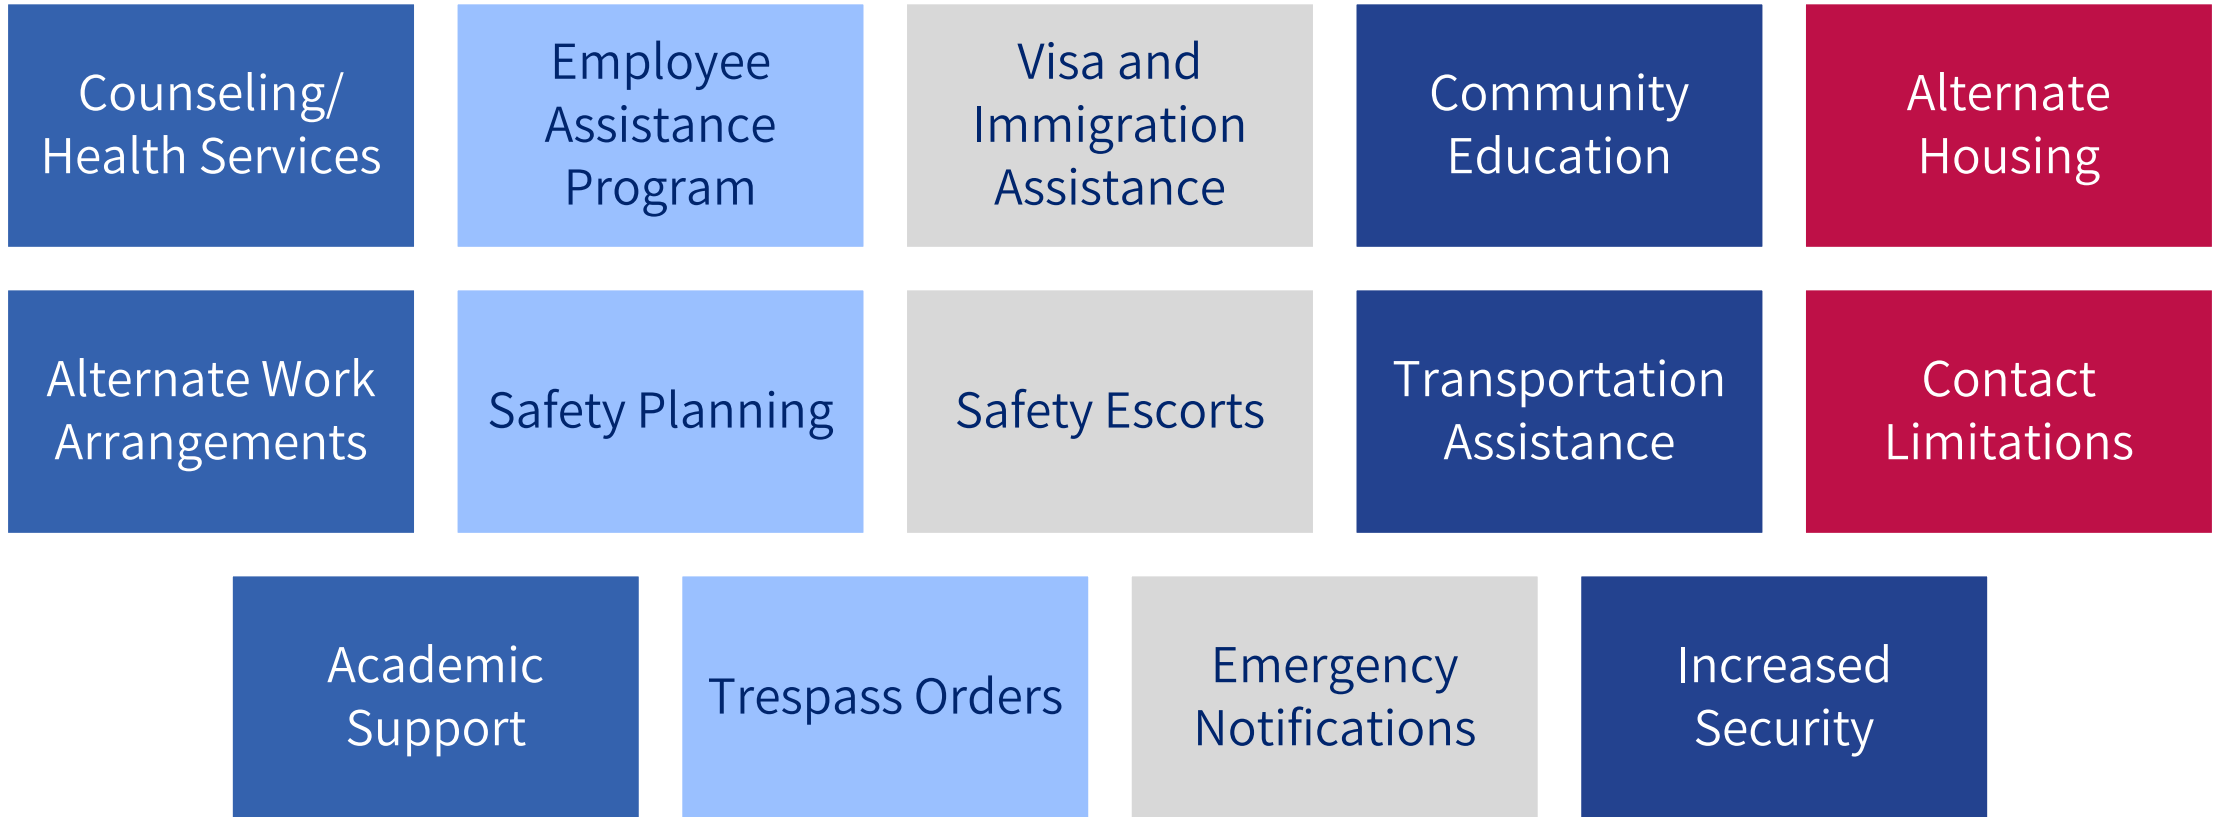 Counseling/
Health Services
Employee
Assistance
Program
Visa and
Immigration
Assistance
Community
Education
Alternate
Housing
Alternate Work
Arrangements
Safety Planning
Safety Escorts
Transportation
Assistance
Contact
Limitations
Academic
Support
Trespass Orders
Emergency
Notifications
Increased
Security